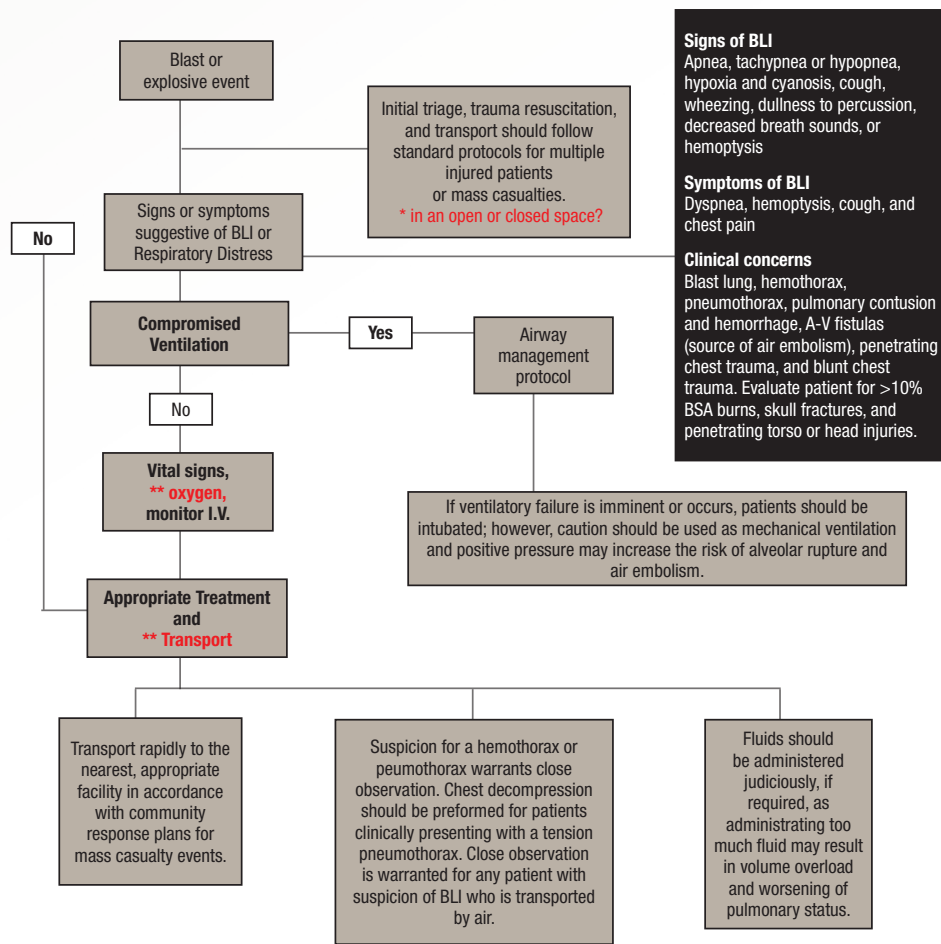 Blast or
explosive event
Initial triage, trauma resuscitation,
and transport should follow
standard protocols for multiple
injured patients
or mass casualties.
* in an open or closed space?
Signs of BLI
Apnea, tachypnea or hypopnea,
hypoxia and cyanosis, cough,
wheezing, dullness to percussion,
decreased breath sounds, or
hemoptysis
Symptoms of BLI
Dyspnea, hemoptysis, cough, and
chest pain
Clinical concerns
Blast lung, hemothorax,
pneumothorax, pulmonary contusion
and hemorrhage, A-V fistulas
(source of air embolism), penetrating
chest trauma, and blunt chest
trauma. Evaluate patient for >10%
BSA burns, skull fractures, and
penetrating torso or head injuries.
Signs or symptoms
suggestive of BLI or
Respiratory Distress
No
Compromised
Ventilation
Yes
Airway
management
protocol
No
Vital signs,
** oxygen,
monitor I.V.
If ventilatory failure is imminent or occurs, patients should be
intubated; however, caution should be used as mechanical ventilation
and positive pressure may increase the risk of alveolar rupture and
air embolism.
Appropriate Treatment
and
** Transport
Transport rapidly to the
nearest, appropriate
facility in accordance
with community
response plans for
mass casualty events.
Suspicion for a hemothorax or
peumothorax warrants close
observation. Chest decompression
should be preformed for patients
clinically presenting with a tension
pneumothorax. Close observation
is warranted for any patient with
suspicion of BLI who is transported
by air.
Fluids should
be administered
judiciously, if
required, as
administrating too
much fluid may result
in volume overload
and worsening of
pulmonary status.